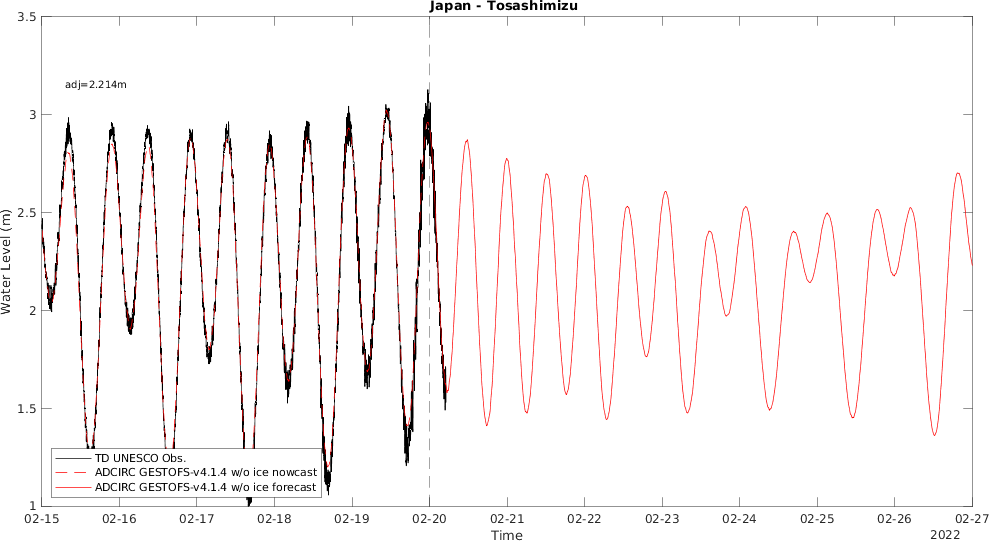 Japan - Tosashimizu
3.5
adj=2.214m
3
2.5
Water Level (m)
2
1.5
TD UNESCO Obs.
ADCIRC GESTOFS-v4.1.4 w/o ice nowcast
ADCIRC GESTOFS-v4.1.4 w/o ice forecast
1
02-15 02-16 02-17 02-18 02-19 02-20 02-21 02-22 02-23 02-24 02-25 02-26 02-27
Time 2022